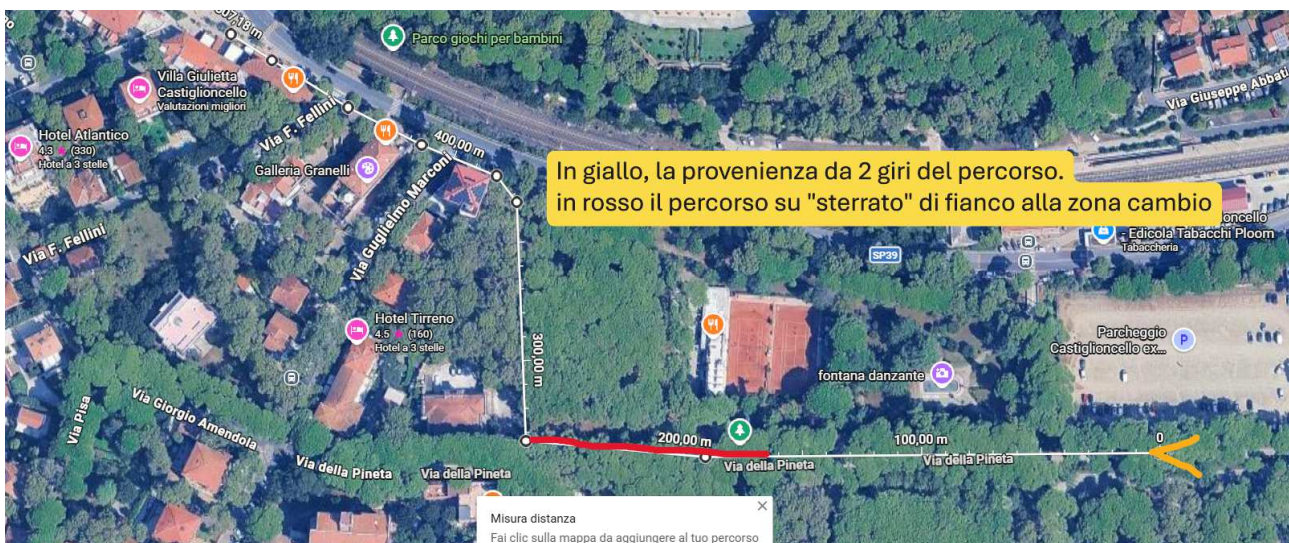 607,18 m
Parco giochi per bambini
Villa Giulietta
Castiglioncello
Valutazioni migliori
Via Giuseppe Abbati
Via F. Fellini
Hotel Atlantico
4,3 ★ (330)
Hotel a 3 stelle
400,00 m
Galleria Granelli
In giallo, la provenienza da 2 giri del percorso.
in rosso il percorso su "sterrato" di fianco alla zona cambio
Via Guglielmo Marconi
Edicola Tabacchi Ploom
Tabaccheria
Via F. Fellini
SP39
Hotel Tirreno
4,5 ★ (160)
Hotel a 3 stelle
300,00 m
Parcheggio
Castiglioncello ex...
P
fontana danzante
Via Pisa
Via Giorgio Amendola
200,00 m
100,00 m
0
Via della Pineta
Via della Pineta
Via della Pineta
Via della Pineta
Misura distanza
Fai clic sulla mappa da aggiungere al tuo percorso